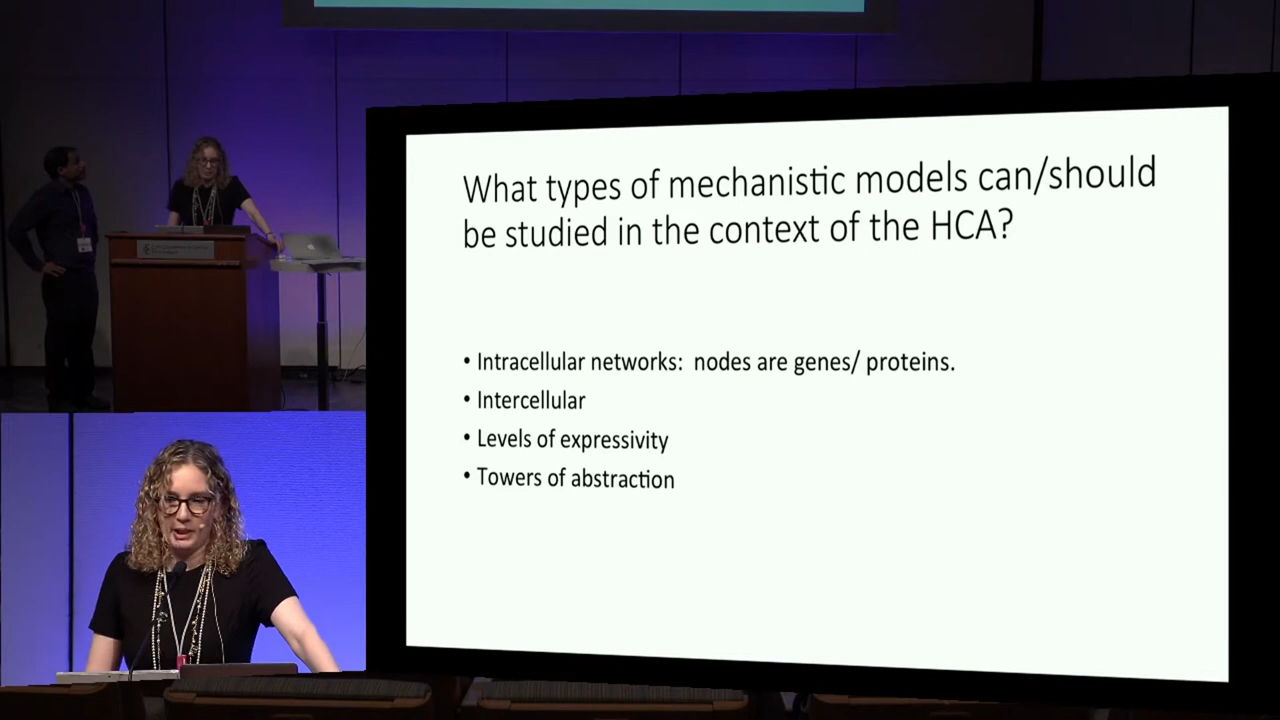 What types of mechanistic models can/should
be studied in the context of the HCA?
• Intracellular networks: nodes are genes/ proteins.
• Intercellular
• Levels of expressivity
• Towers of abstraction